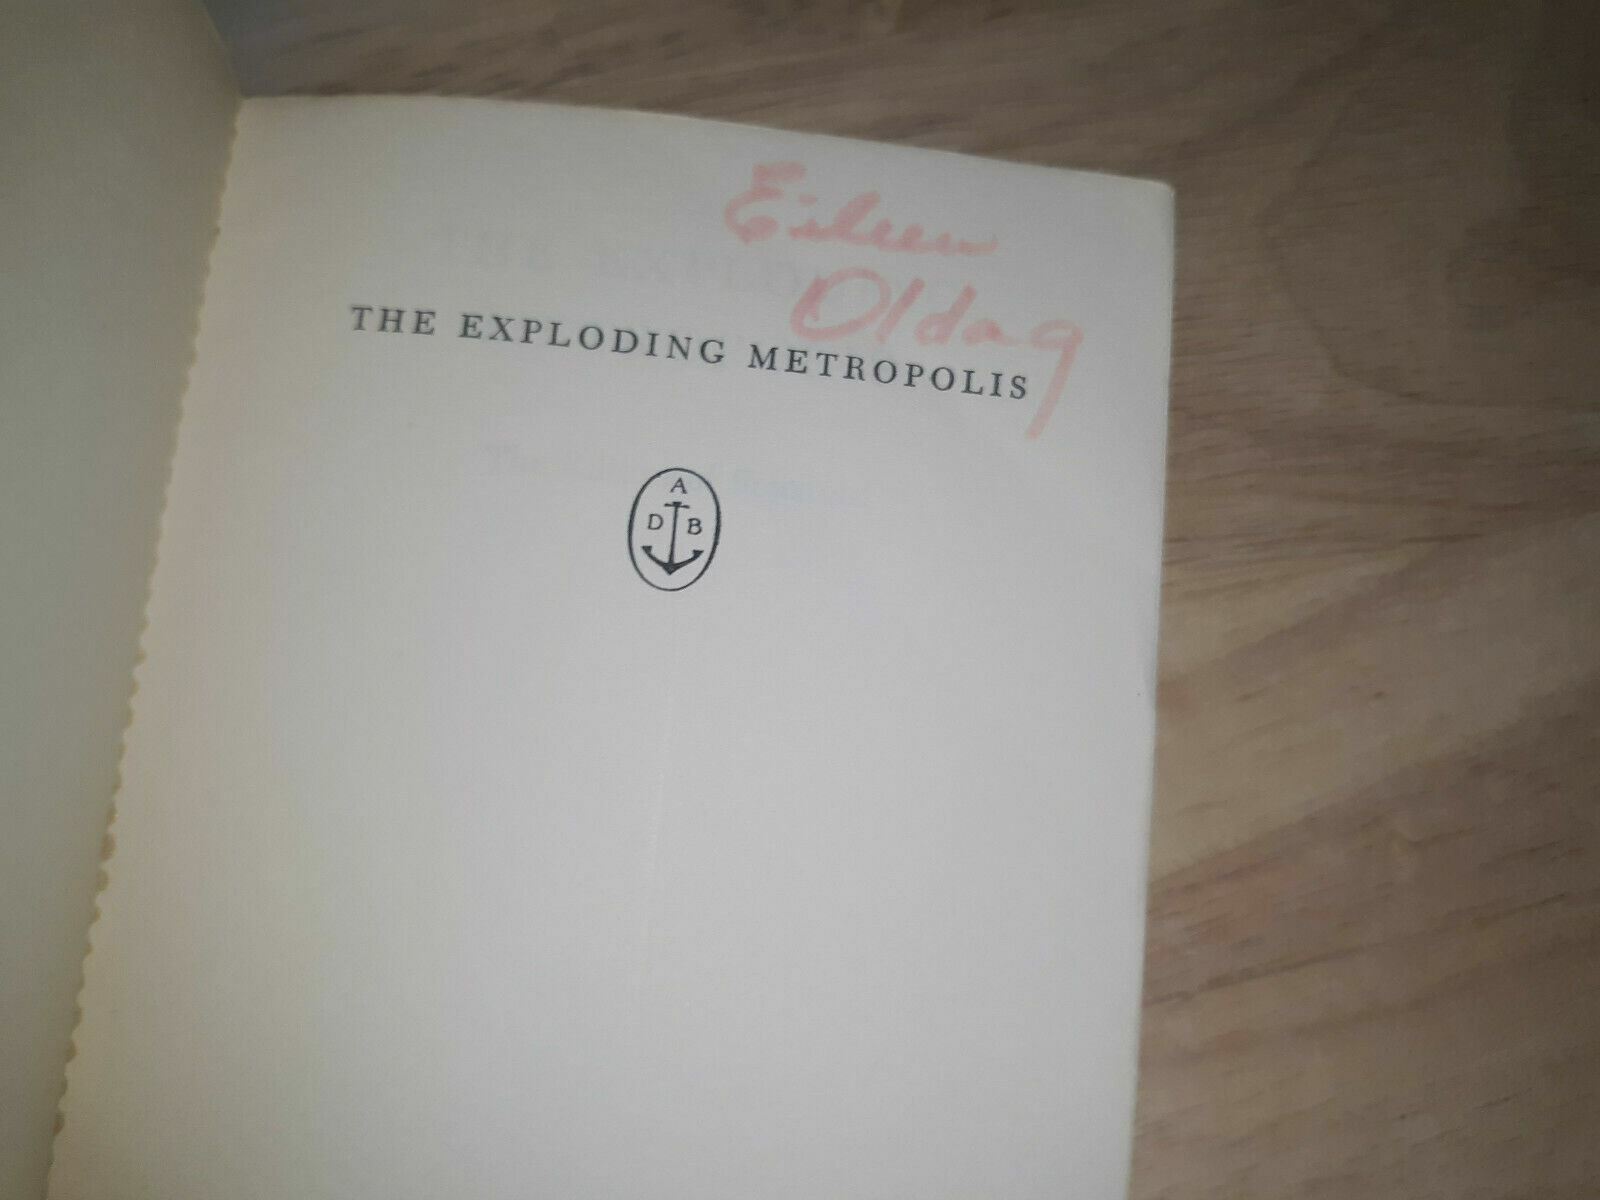 Eileen
Oldag
THE EXPLODING METROPOLIS
A
D B